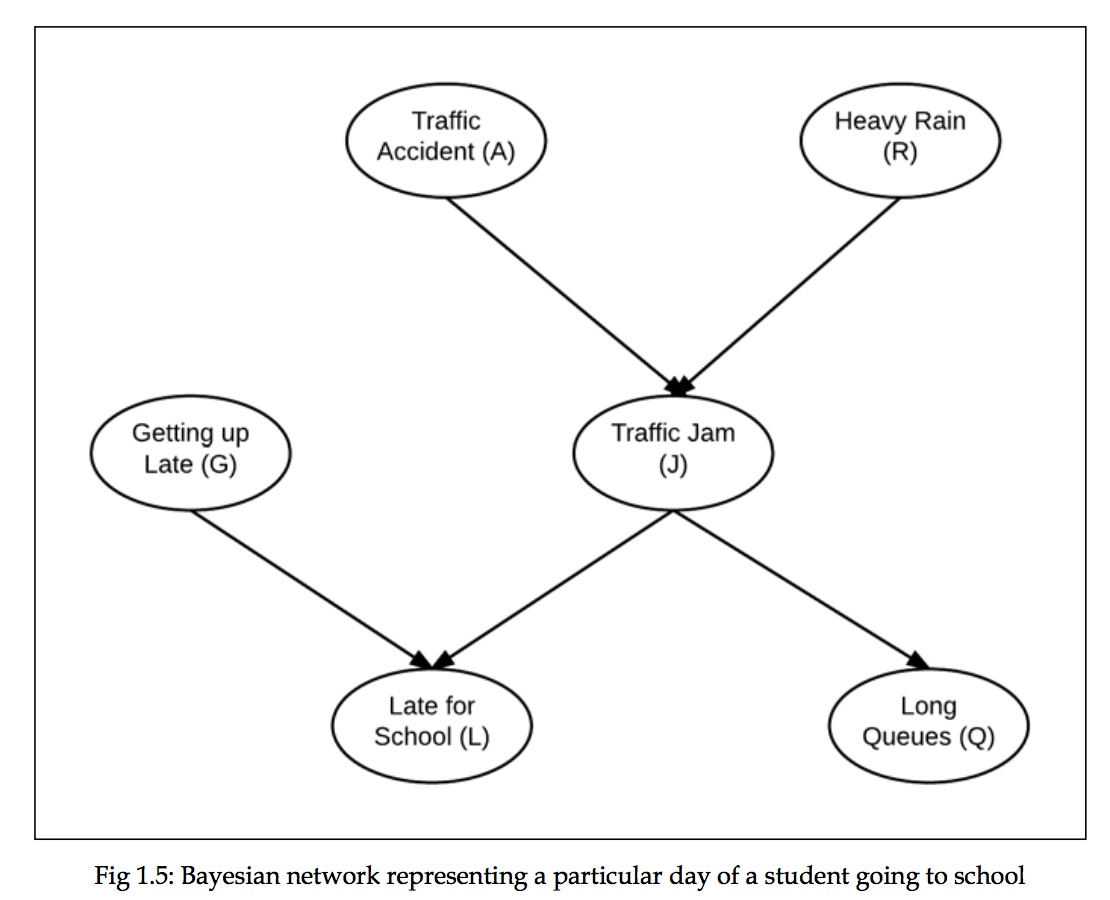 Traffic
Accident (A)
Heavy Rain
(R)
Getting up
Late (G)
Traffic Jam
(J)
Late for
School (L)
Long
Queues (Q)
Fig 1.5: Bayesian network representing a particular day of a student going to school